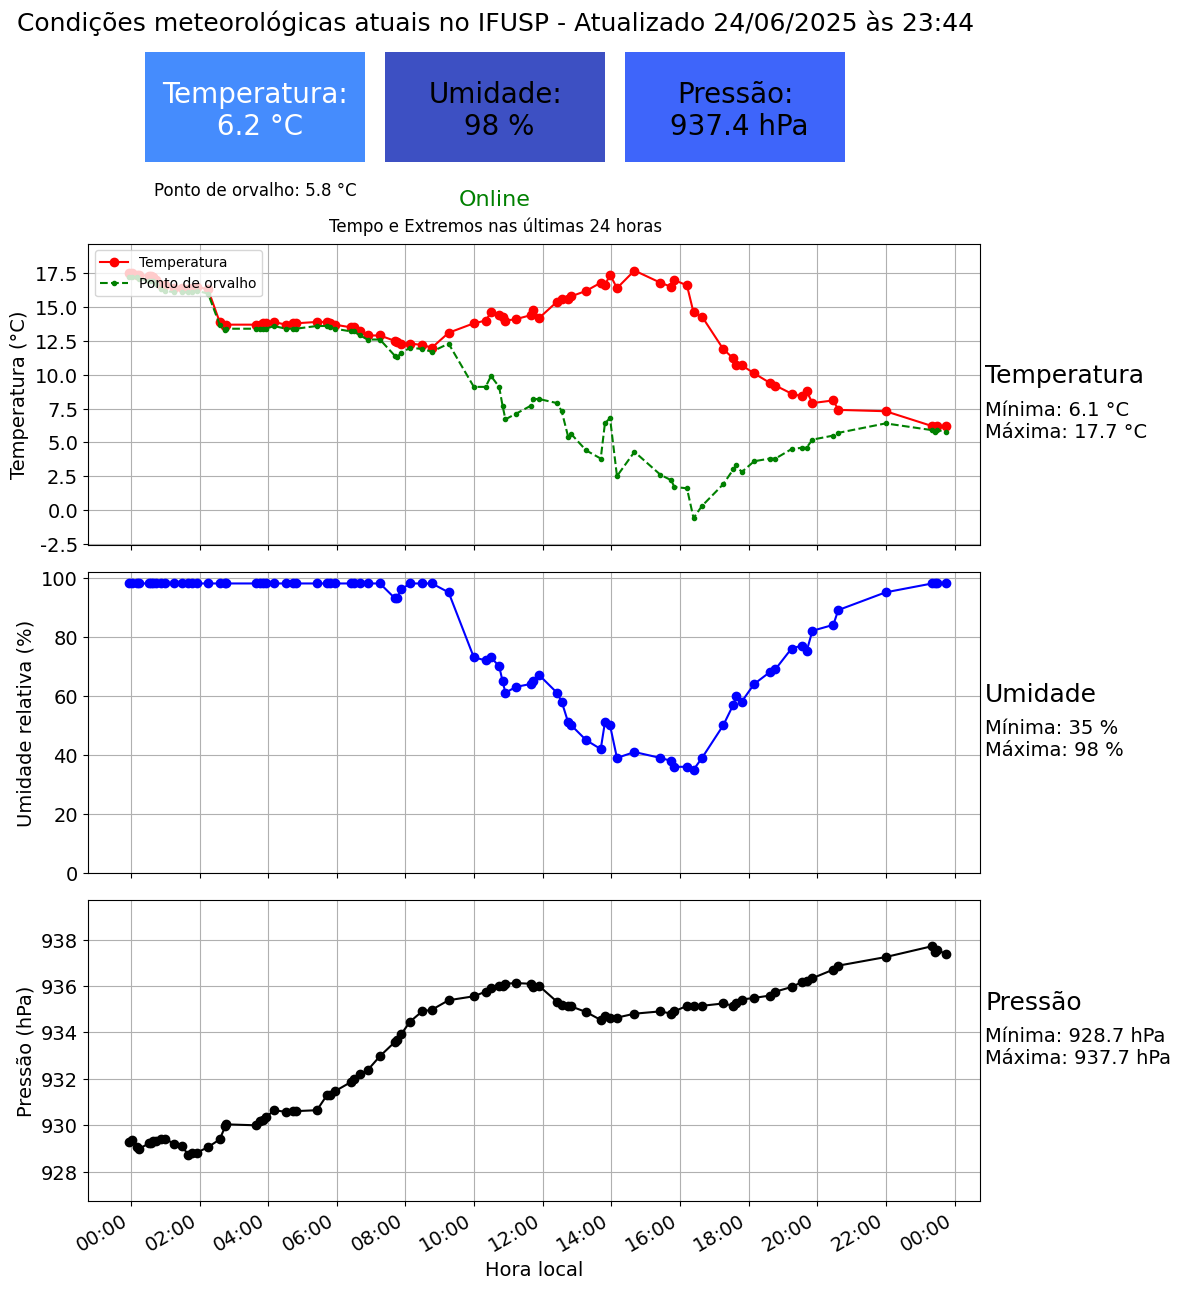 Condições meteorológicas atuais no IFUSP - Atualizado 24/06/2025 às 23:44
Temperatura:
6.2 °C
Umidade:
98 %
Pressão:
937.4 hPa
Ponto de orvalho: 5.8 °C
Online
Tempo e Extremos nas últimas 24 horas
Temperatura
Ponto de orvalho
Temperatura (°C)
17.5
15.0
12.5
10.0
7.5
5.0
2.5
0.0
-2.5
Temperatura
Mínima: 6.1 °C
Máxima: 17.7 °C
Umidade relativa (%)
100
80
60
40
20
0
Umidade
Mínima: 35 %
Máxima: 98 %
Pressão (hPa)
938
936
934
932
930
928
Pressão
Mínima: 928.7 hPa
Máxima: 937.7 hPa
00:00 02:00 04:00 06:00 08:00 10:00 12:00 14:00 16:00 18:00 20:00 22:00 00:00
Hora local